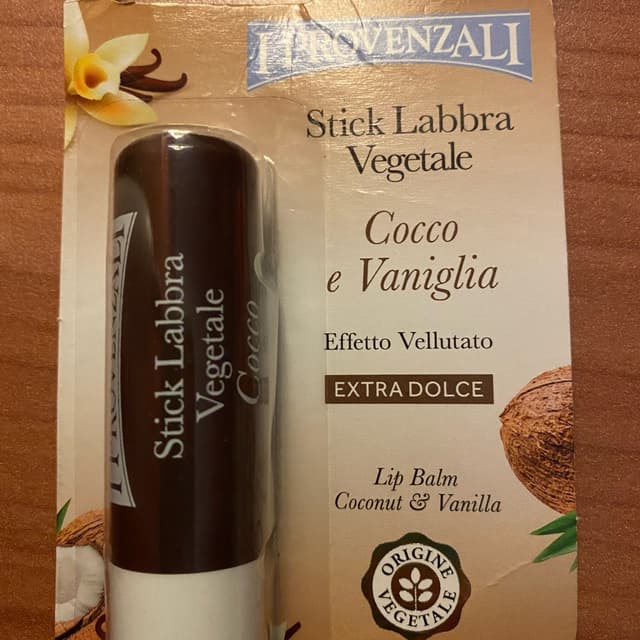 I PROVENZALI
Stick Labbra
Vegetale
Cocco
e Vaniglia
Effetto Vellutato
EXTRA DOLCE
Lip Balm
Coconut & Vanilla
ORIGINE
VEGETALE
I PROVENZALI
Stick Labbra
Vegetale
Cocco